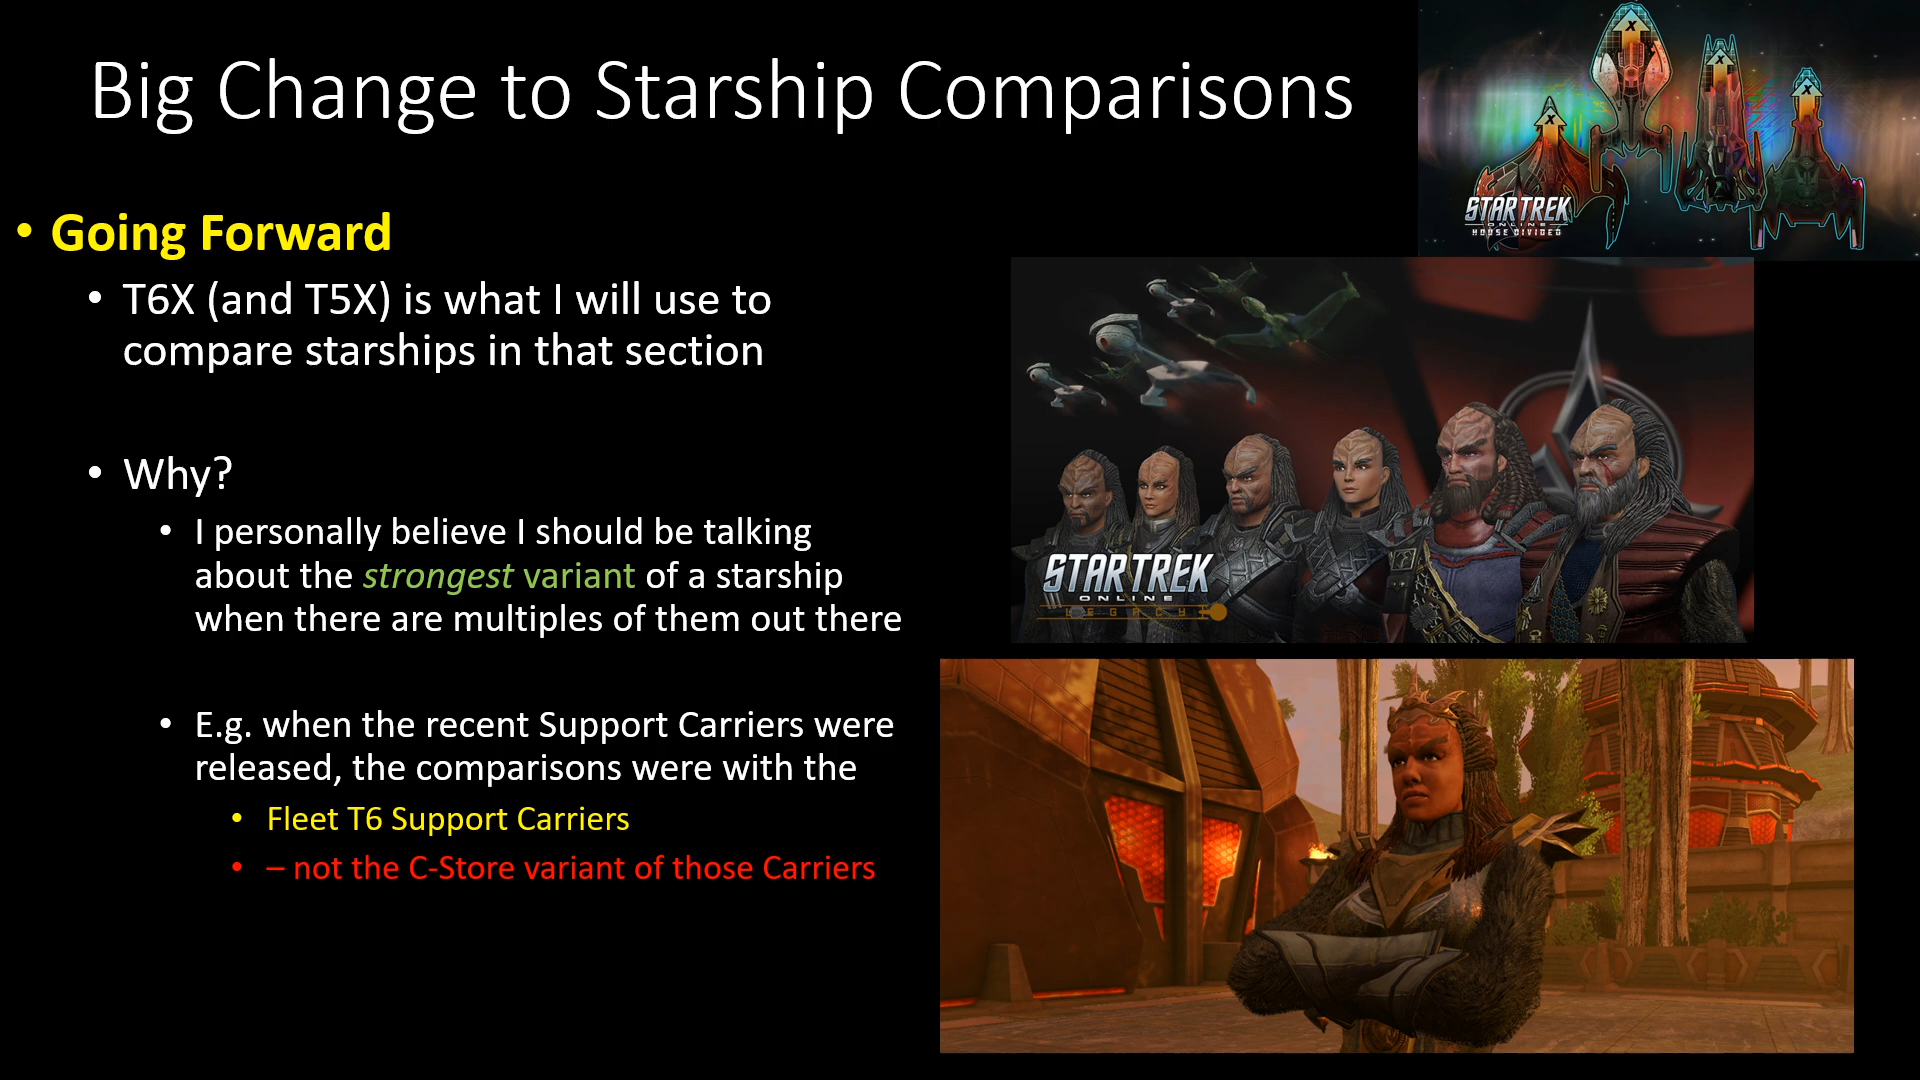 Big Change to Starship Comparisons
• Going Forward
• T6X (and T5X) is what I will use to
compare starships in that section
• Why?
• I personally believe I should be talking
about the strongest variant of a starship
when there are multiples of them out there
• E.g. when the recent Support Carriers were
released, the comparisons were with the
• Fleet T6 Support Carriers
• – not the C-Store variant of those Carriers
X
X
X
X
STAR TREK
ONLINE
HOUSE DIVIDED
STAR TREK
ONLINE
LEGACY